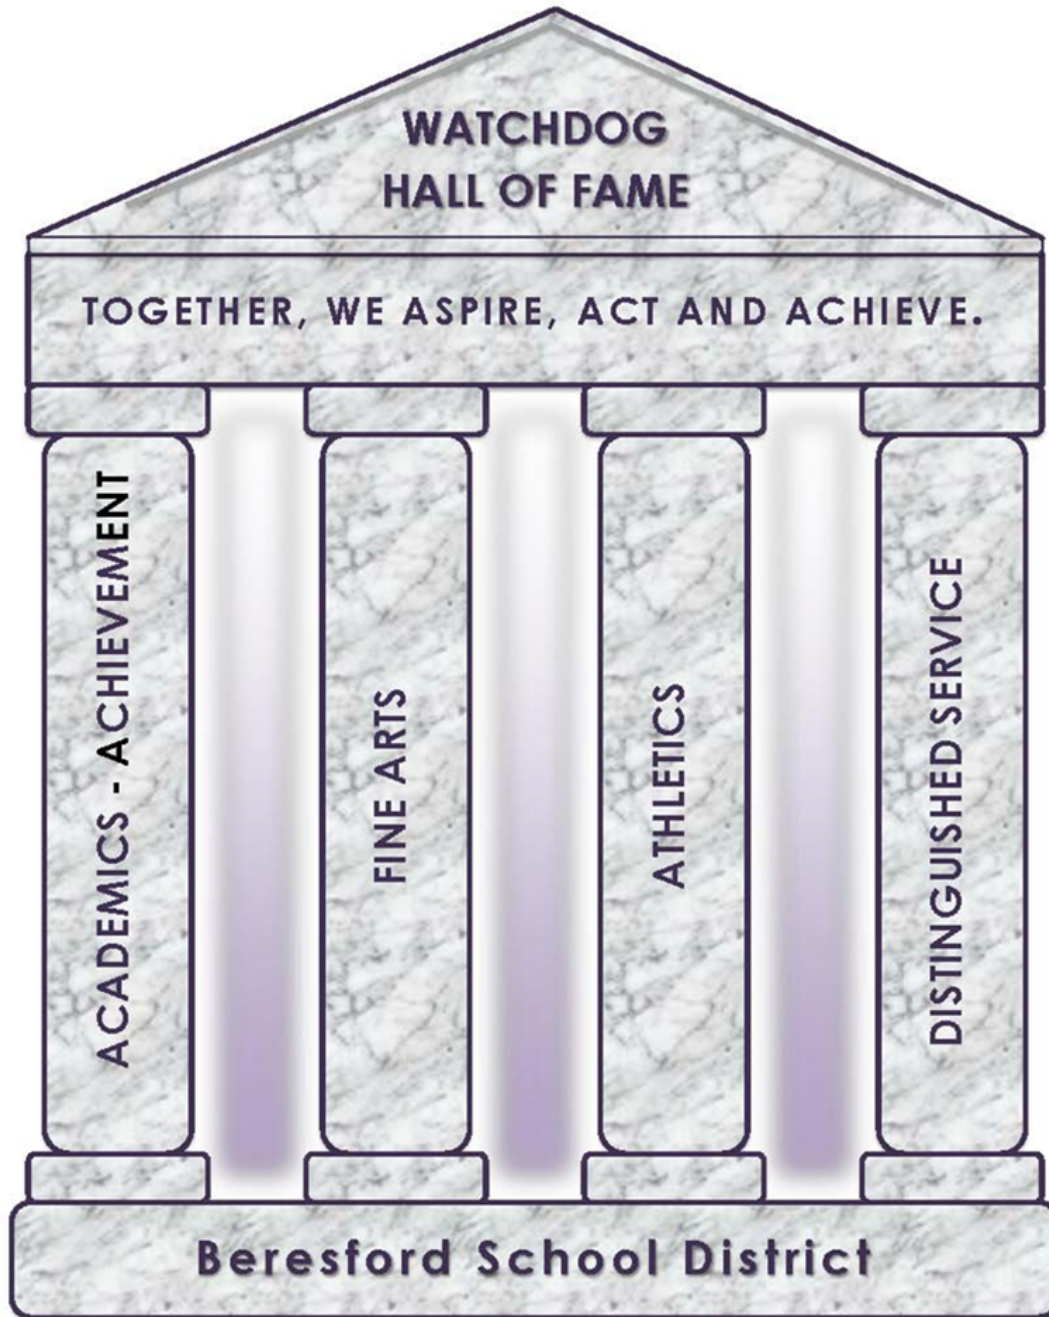 WATCHDOG
HALL OF FAME
TOGETHER, WE ASPIRE, ACT AND ACHIEVE.
ACADEMICS - ACHIEVEMENT
FINE ARTS
ATHLETICS
DISTINGUISHED SERVICE
Beresford School District